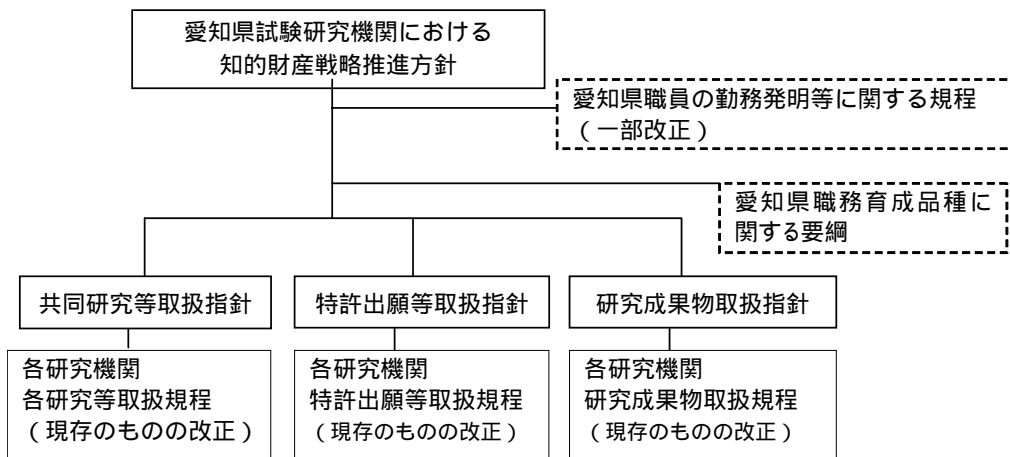 愛知県試験研究機関における
知的財産戦略推進方針
愛知県職員の勤務発明等に関する規程
（一部改正）
愛知県職務育成品種に
関する要綱
共同研究等取扱指針
特許出願等取扱指針
研究成果物取扱指針
各研究機関
各研究等取扱規程
（現存のものの改正）
各研究機関
特許出願等取扱規程
（現存のものの改正）
各研究機関
研究成果物取扱規程
（現存のものの改正）